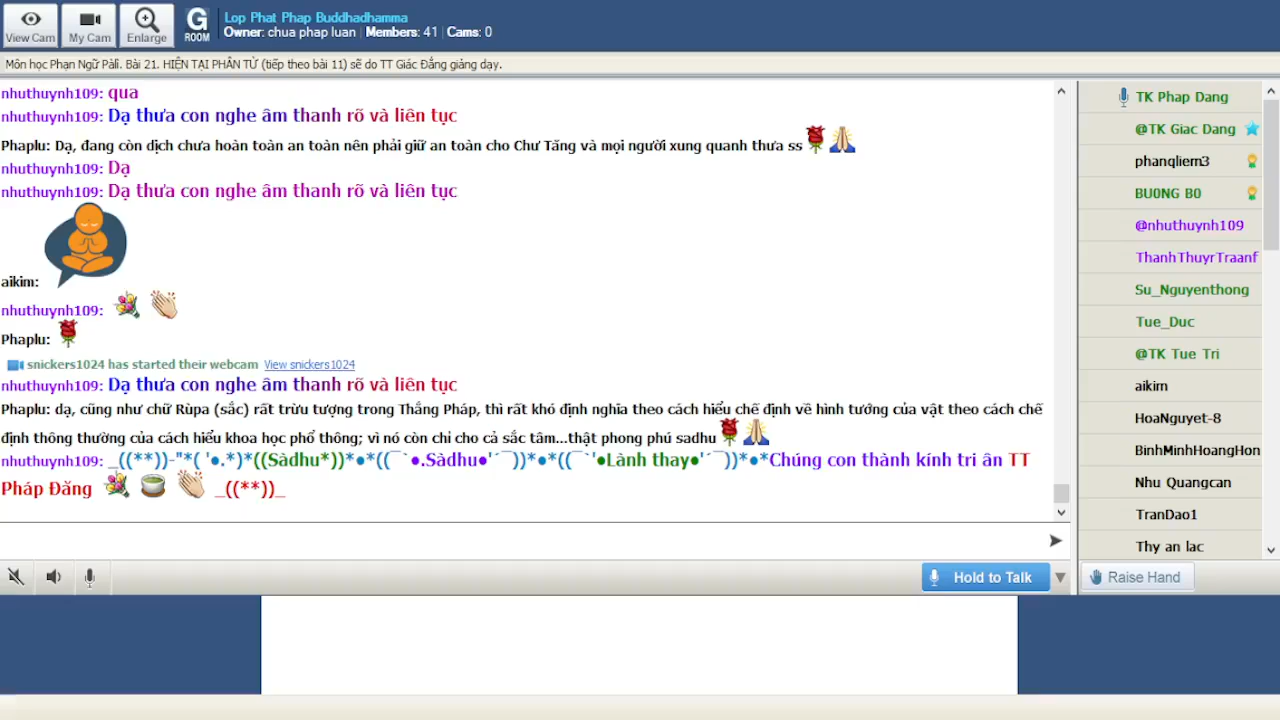 View Cam
My Cam
Enlarge
G
ROOM
Lop Phat Phap Buddhadhamma
Owner: chua phap luan | Members: 41 | Cams: 0
Môn học Phạn Ngữ Pāli. Bài 21. HIỆN TẠI PHÂN TỪ (tiếp theo bài 11) sẽ do TT Giác Đẳng giảng dạy.
nhuthuynh109: qua
nhuthuynh109: Dạ thưa con nghe âm thanh rõ và liên tục
Phaplu: Dạ, đang còn dịch chưa hoàn toàn an toàn nên phải giữ an toàn cho Chư Tăng và mọi người xung quanh thưa ss
nhuthuynh109: Dạ
nhuthuynh109: Dạ thưa con nghe âm thanh rõ và liên tục
aikim:
nhuthuynh109:
Phaplu:
snickers1024 has started their webcam View snickers1024
nhuthuynh109: Dạ thưa con nghe âm thanh rõ và liên tục
Phaplu: dạ, cũng như chữ Rùpa (sắc) rất trừu tượng trong Thắng Pháp, thì rất khó định nghĩa theo cách hiểu chế định về hình tướng của vật theo cách chế
định thông thường của cách hiểu khoa học phổ thông; vì nó còn chỉ cho cả sắc tâm...thật phong phú sadhu
nhuthuynh109: _((**))-"*( '●.*)*((Sàdhu*))*●*((¯`●.Sàdhu●'´¯))*●*((¯`'●Lành thay●'´¯))*●*Chúng con thành kính tri ân TT
Pháp Đăng _((**))_
Hold to Talk
TK Phap Dang
@TK Giac Dang
phanqliem3
BU0NG B0
@nhuthuynh109
ThanhThuyrTraanf
Su_Nguyenthong
Tue_Duc
@TK Tue Tri
aikim
HoaNguyet-8
BinhMinhHoangHon
Nhu Quangcan
TranDao1
Thy an lac
Raise Hand